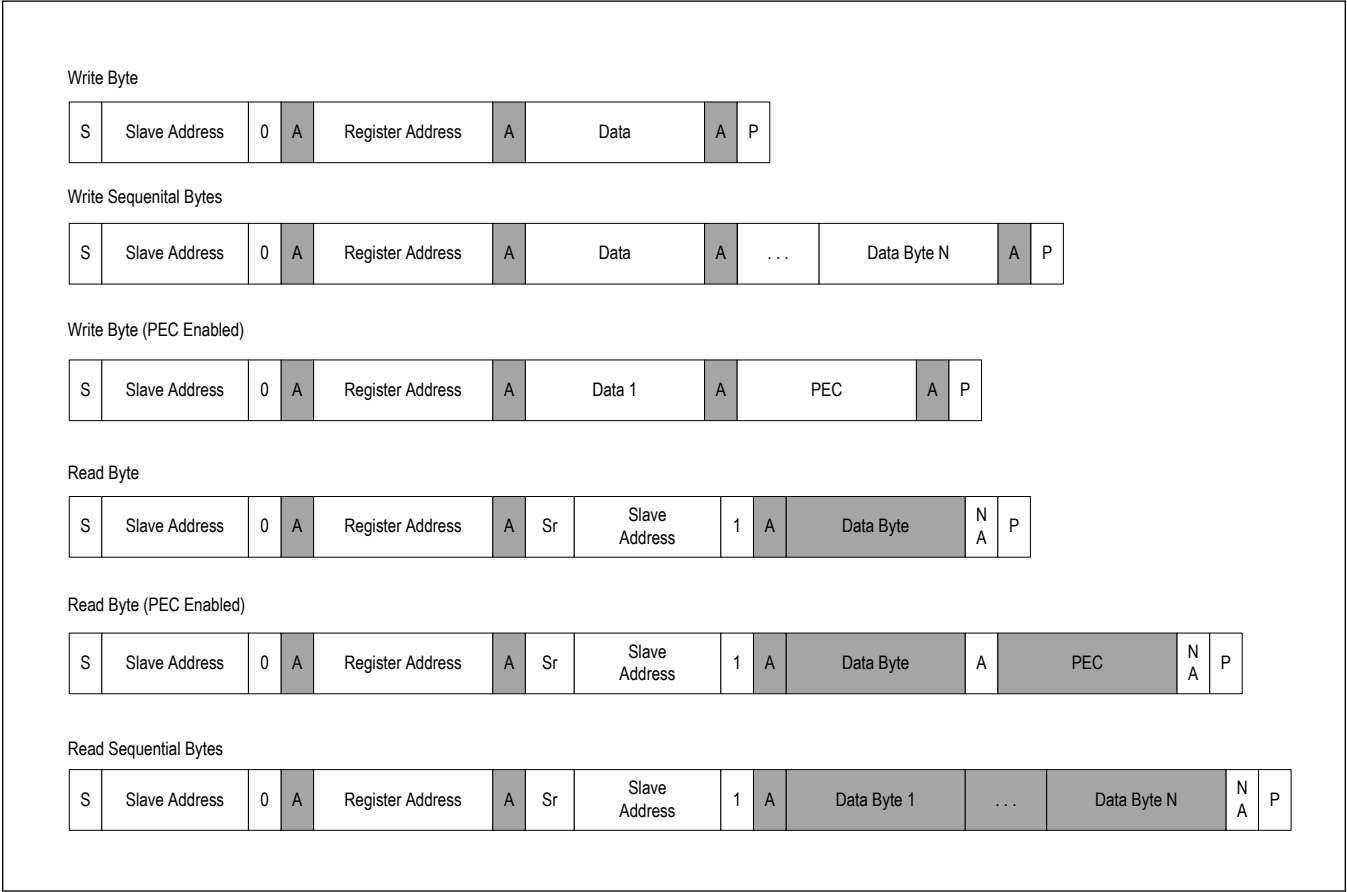 Write Byte
S Slave Address 0 A Register Address A Data A P
Write Sequenital Bytes
S Slave Address 0 A Register Address A Data A . . . Data Byte N A P
Write Byte (PEC Enabled)
S Slave Address 0 A Register Address A Data 1 A PEC A P
Read Byte
S Slave Address 0 A Register Address A Sr Slave Address 1 A Data Byte NA P
Read Byte (PEC Enabled)
S Slave Address 0 A Register Address A Sr Slave Address 1 A Data Byte A PEC NA P
Read Sequential Bytes
S Slave Address 0 A Register Address A Sr Slave Address 1 A Data Byte 1 . . . Data Byte N NA P